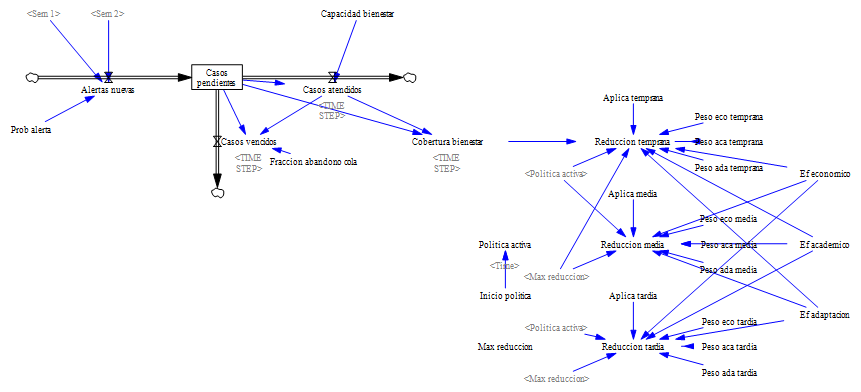 <Sem 1>
<Sem 2>
Capacidad bienestar
Casos
pendientes
Alertas nuevas
Casos atendidos
<TIME
STEP>
Prob alerta
Casos vencidos
<TIME
STEP>
Fraccion abandono cola
Cobertura bienestar
<TIME
STEP>
Aplica temprana
Peso eco temprana
Reduccion temprana
Peso aca temprana
Peso ada temprana
<Politica activa>
Ef economico
Aplica media
Peso eco media
Politica activa
Reduccion media
Peso aca media
Ef academico
<Time>
<Max reduccion>
Peso ada media
Inicio politica
Aplica tardia
Ef adaptacion
<Politica activa>
Peso eco tardia
Max reduccion
Reduccion tardia
Peso aca tardia
<Max reduccion>
Peso ada tardia